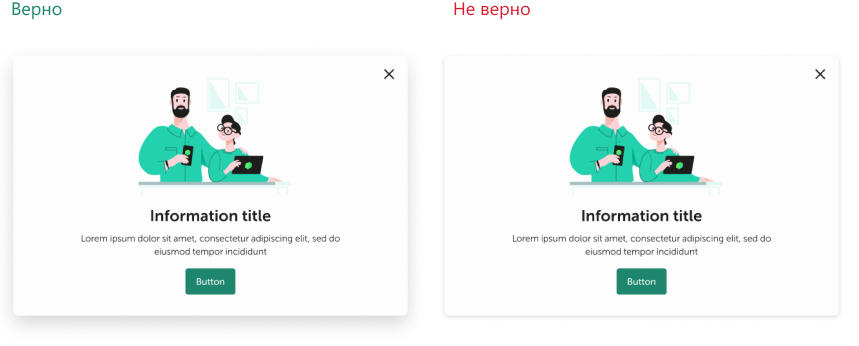 Верно
Не верно
Information title
Lorem ipsum dolor sit amet, consectetur adipiscing elit, sed do
eiusmod tempor incididunt
Button
Information title
Lorem ipsum dolor sit amet, consectetur adipiscing elit, sed do
eiusmod tempor incididunt
Button